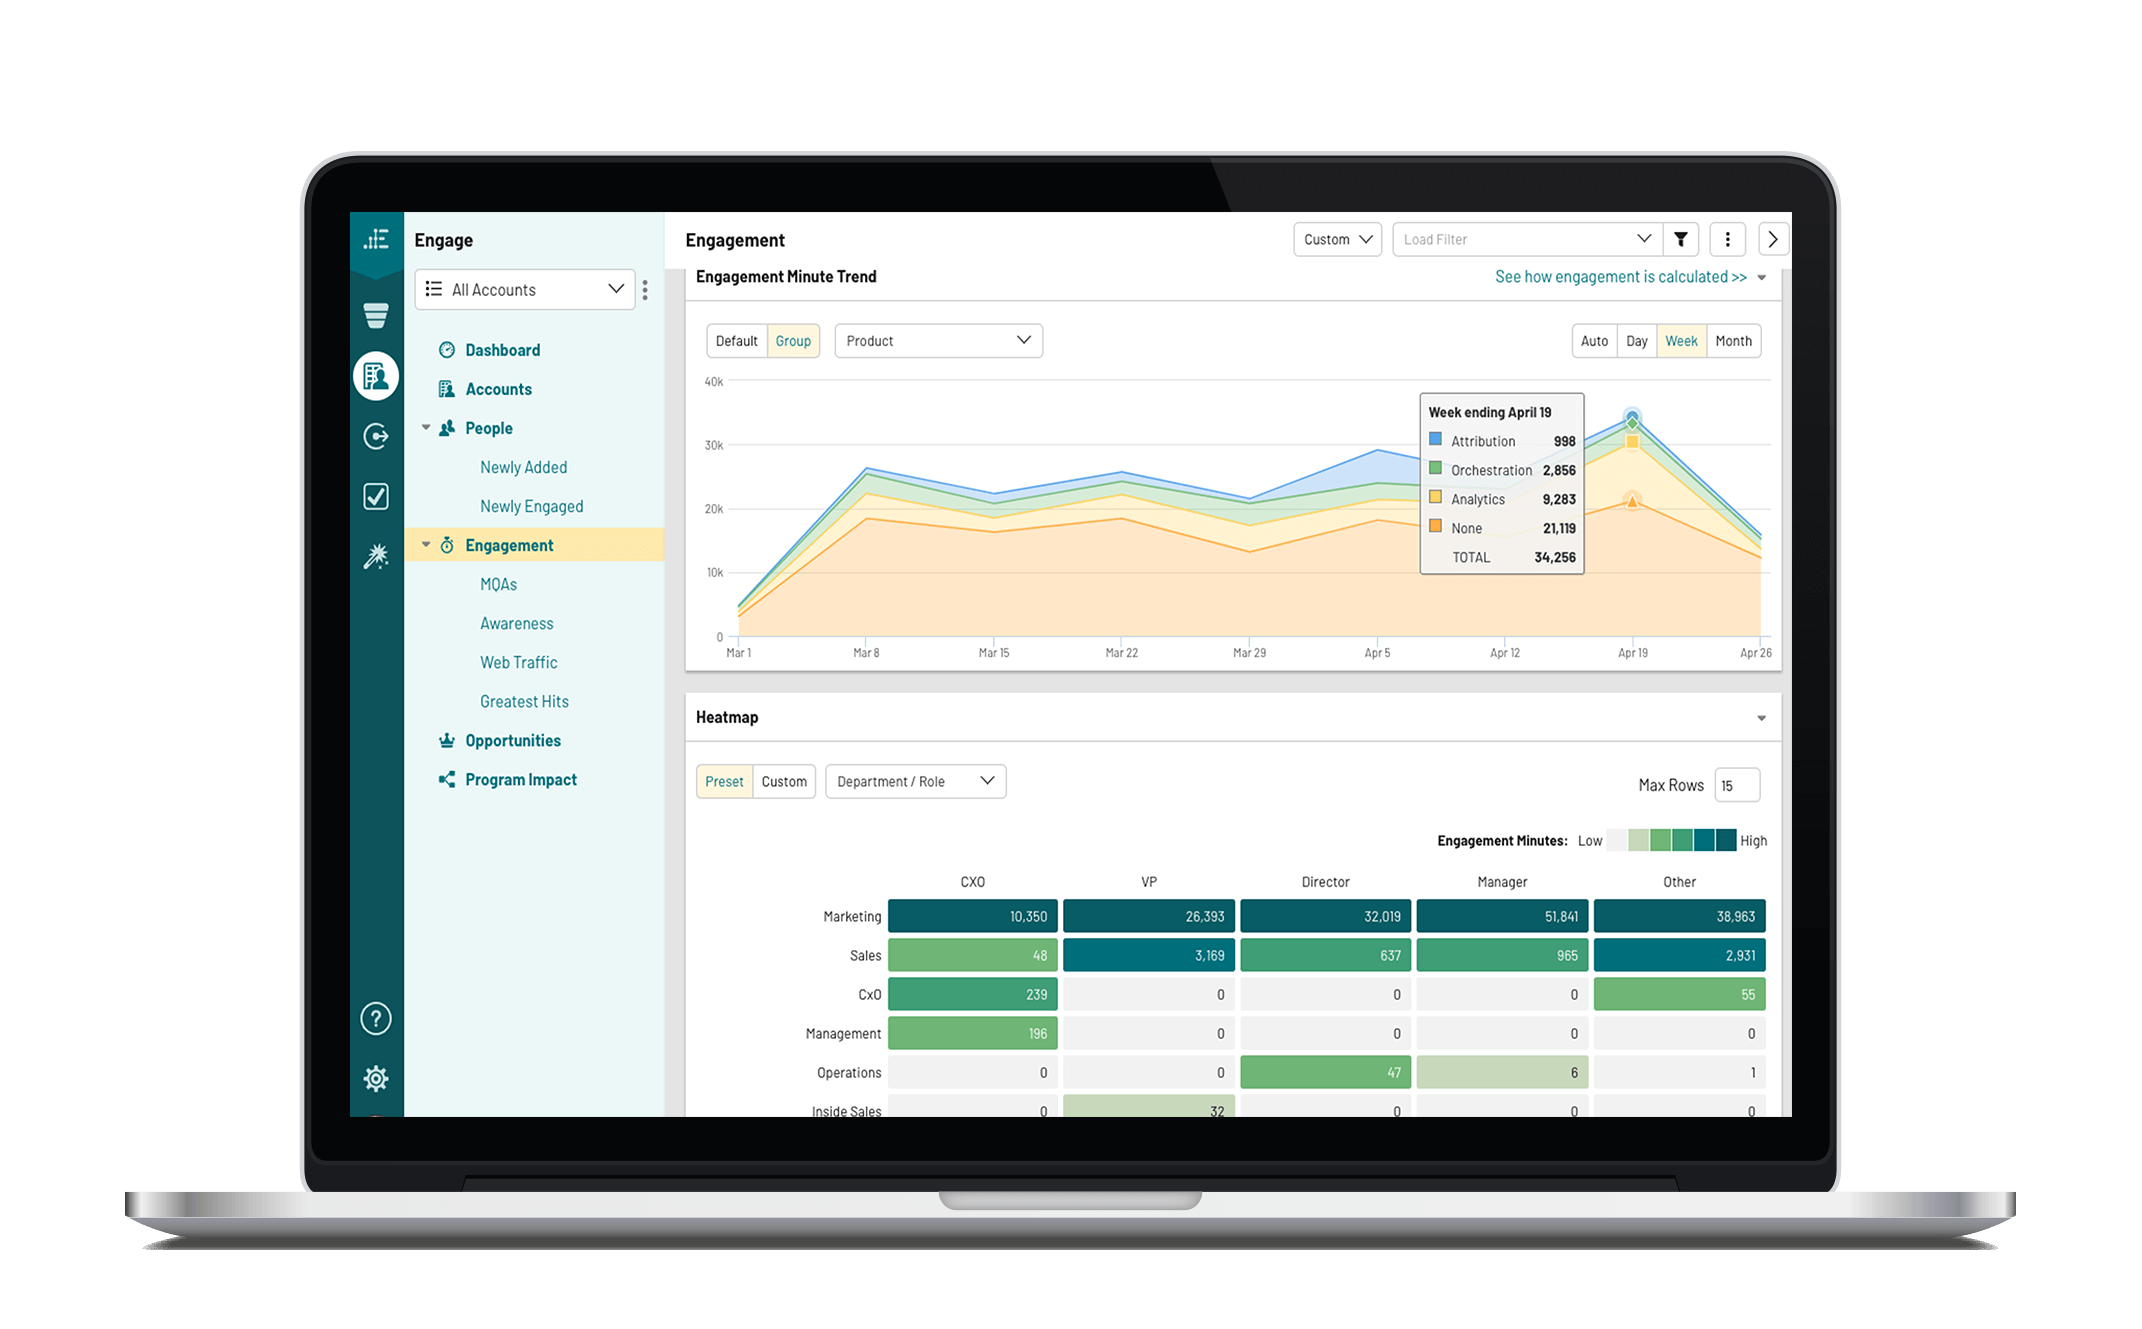 Engage
All Accounts
Dashboard
Accounts
People
Newly Added
Newly Engaged
Engagement
MQAs
Awareness
Web Traffic
Greatest Hits
Opportunities
Program Impact
?
Engagement
Custom
Load Filter
Engagement Minute Trend
See how engagement is calculated >>
Default Group Product
Auto Day Week Month
40k
30k
20k
10k
0
Mar 1 Mar 8 Mar 15 Mar 22 Mar 29 Apr 5 Apr 12 Apr 19 Apr 26
Week ending April 19
Attribution 998
Orchestration 2,856
Analytics 9,283
None 21,119
TOTAL 34,256
Heatmap
Preset Custom Department / Role
Max Rows 15
Engagement Minutes: Low High
CXO VP Director Manager Other
Marketing 10,350 26,393 32,019 51,841 38,963
Sales 48 3,169 637 965 2,931
CxO 239 0 0 0 55
Management 196 0 0 0 0
Operations 0 0 47 6 1
Inside Sales 0 32 0 0 0